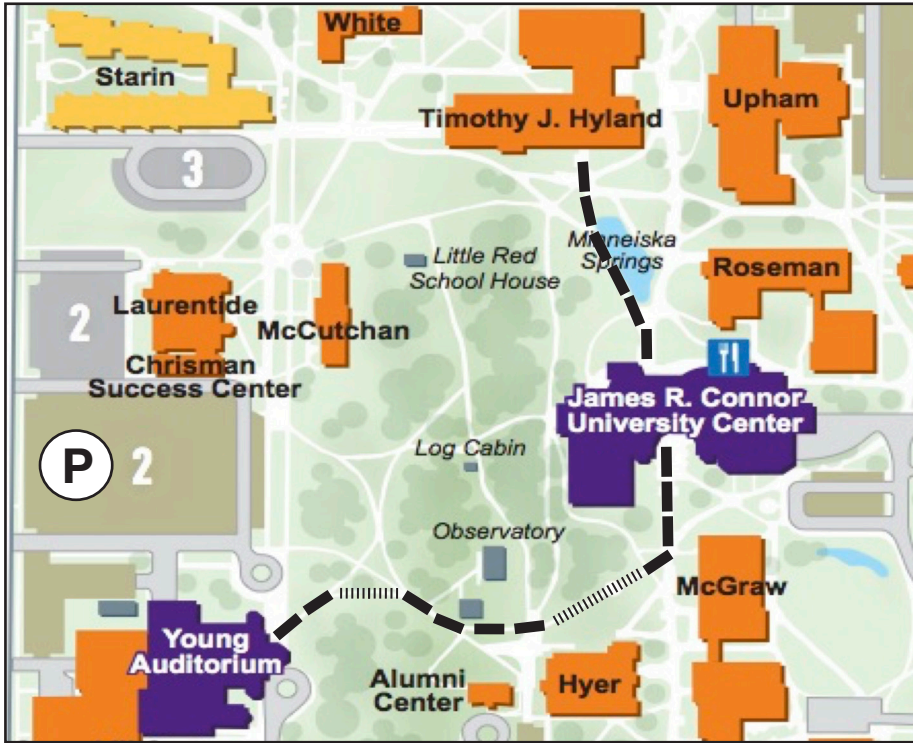 White
Starin
Timothy J. Hyland
Upham
3
Minneiska
Springs
Little Red
School House
Roseman
Laurentide
2
McCutchan
Chrisman
Success Center
James R. Connor
University Center
P
2
Log Cabin
Observatory
McGraw
Young
Auditorium
Alumni
Center
Hyer